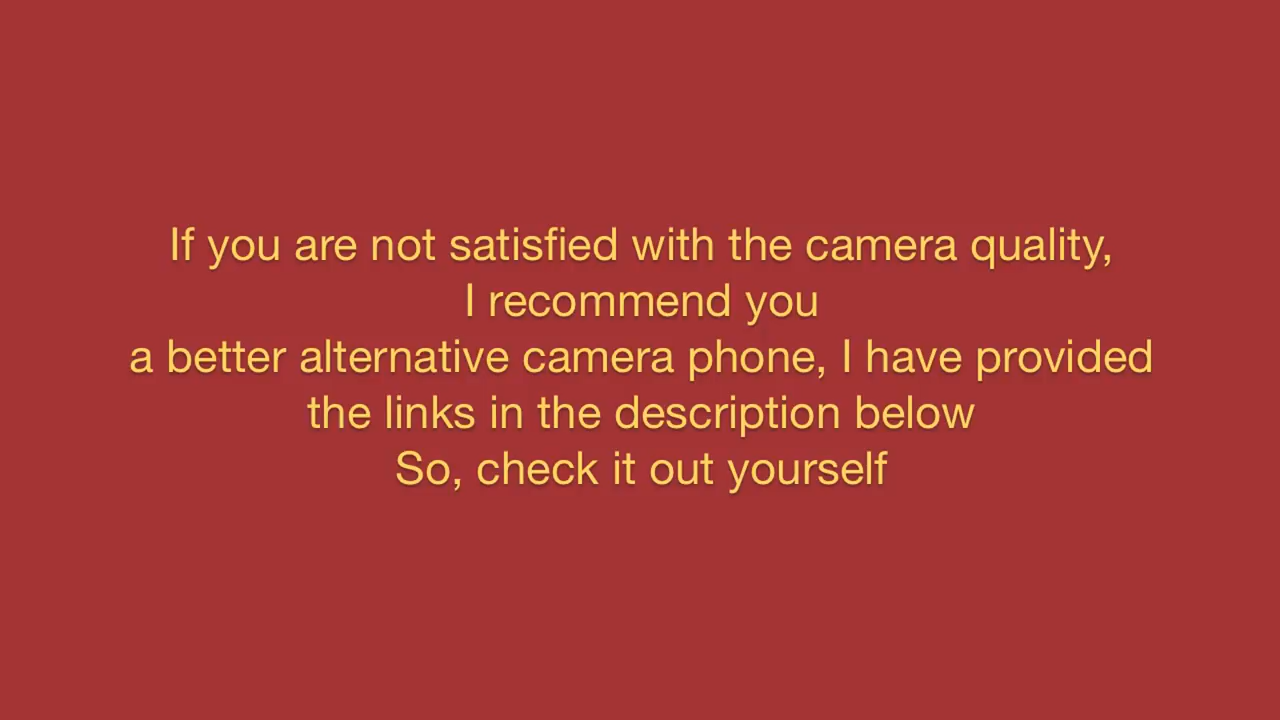 If you are not satisfied with the camera quality,
I recommend you
a better alternative camera phone, I have provided
the links in the description below
So, check it out yourself